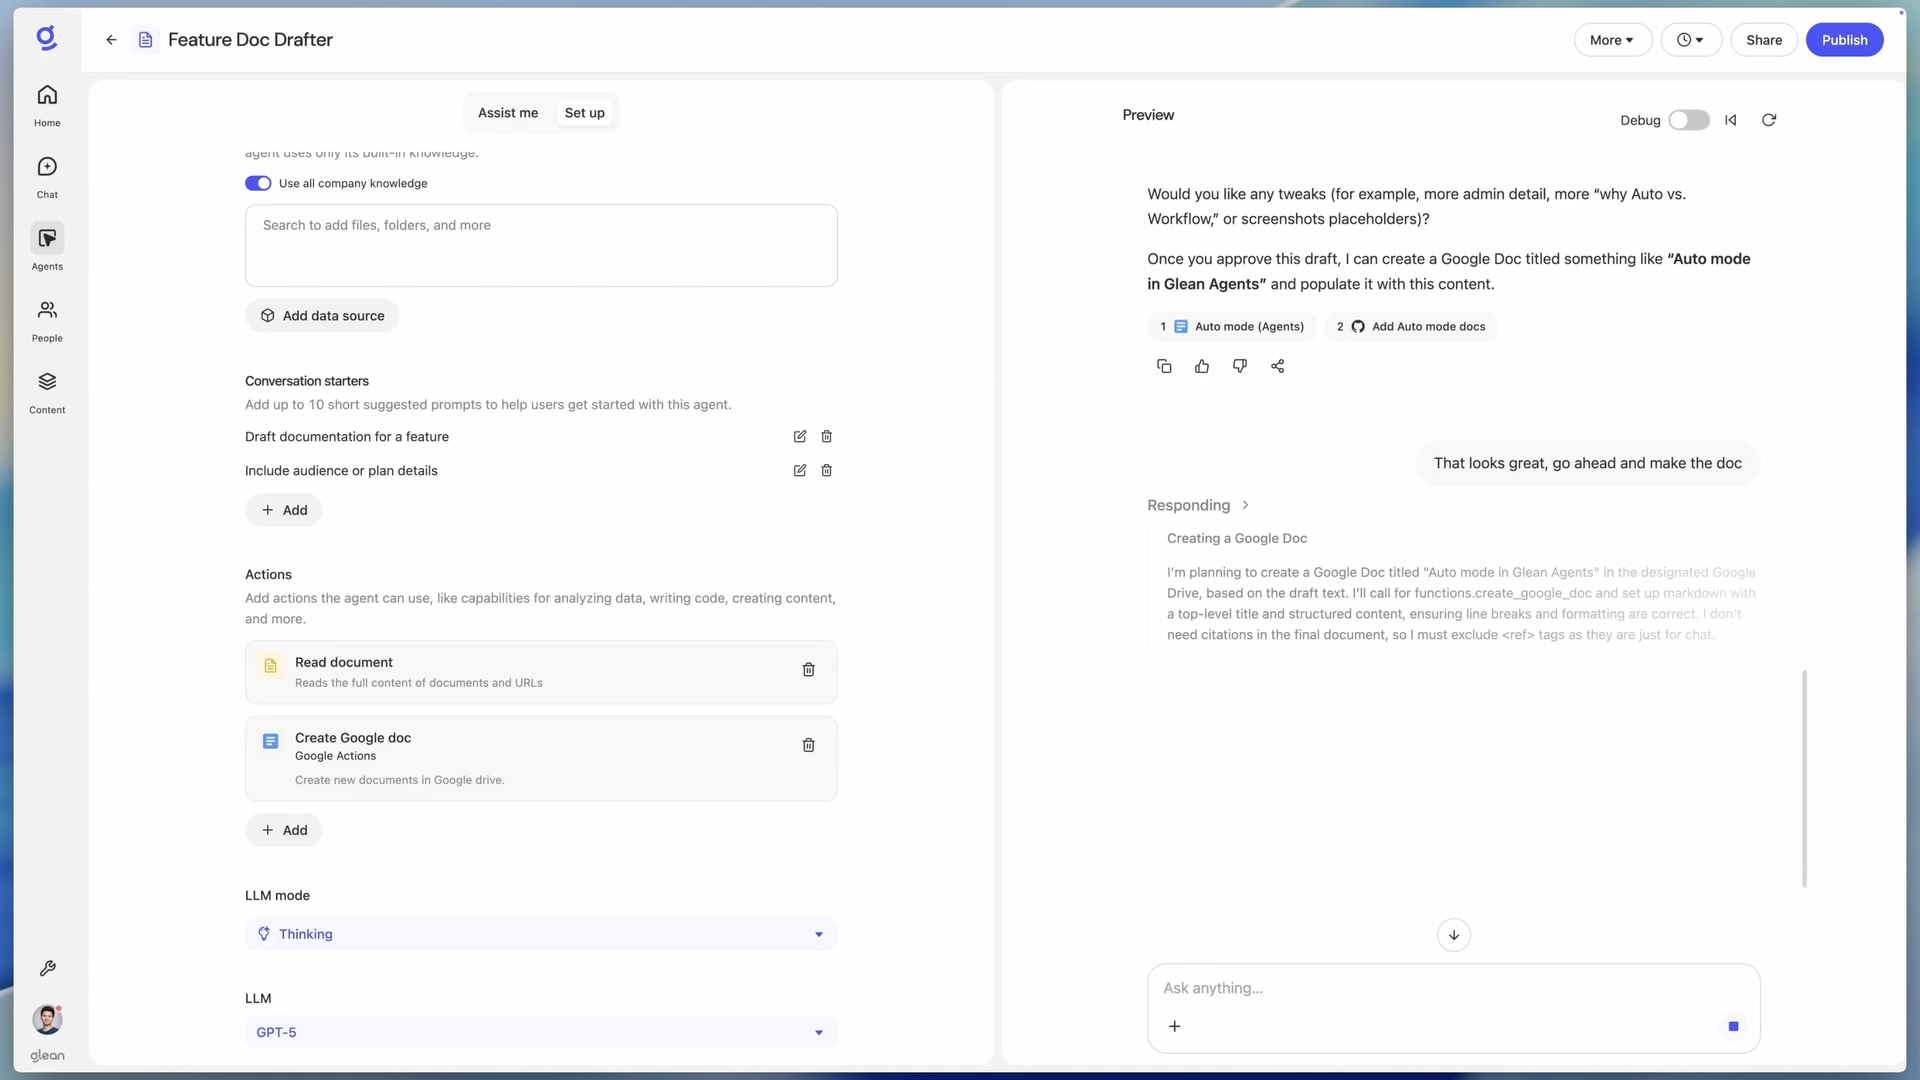 Feature Doc Drafter
More
Share
Publish
Home
Chat
Agents
People
Content
glean
Assist me
Set up
agent uses only its built-in knowledge.
Use all company knowledge
Search to add files, folders, and more
Add data source
Conversation starters
Add up to 10 short suggested prompts to help users get started with this agent.
Draft documentation for a feature
Include audience or plan details
+ Add
Actions
Add actions the agent can use, like capabilities for analyzing data, writing code, creating content,
and more.
Read document
Reads the full content of documents and URLs
Create Google doc
Google Actions
Create new documents in Google drive.
+ Add
LLM mode
Thinking
LLM
GPT-5
Preview
Debug
Would you like any tweaks (for example, more admin detail, more “why Auto vs.
Workflow,” or screenshots placeholders)?
Once you approve this draft, I can create a Google Doc titled something like “Auto mode
in Glean Agents” and populate it with this content.
1 Auto mode (Agents)
2 Add Auto mode docs
That looks great, go ahead and make the doc
Responding
Creating a Google Doc
I’m planning to create a Google Doc titled "Auto mode in Glean Agents" in the designated Google
Drive, based on the draft text. I’ll call for functions.create_google_doc and set up markdown with
a top-level title and structured content, ensuring line breaks and formatting are correct. I don't
need citations in the final document, so I must exclude <ref> tags as they are just for chat.
Ask anything...